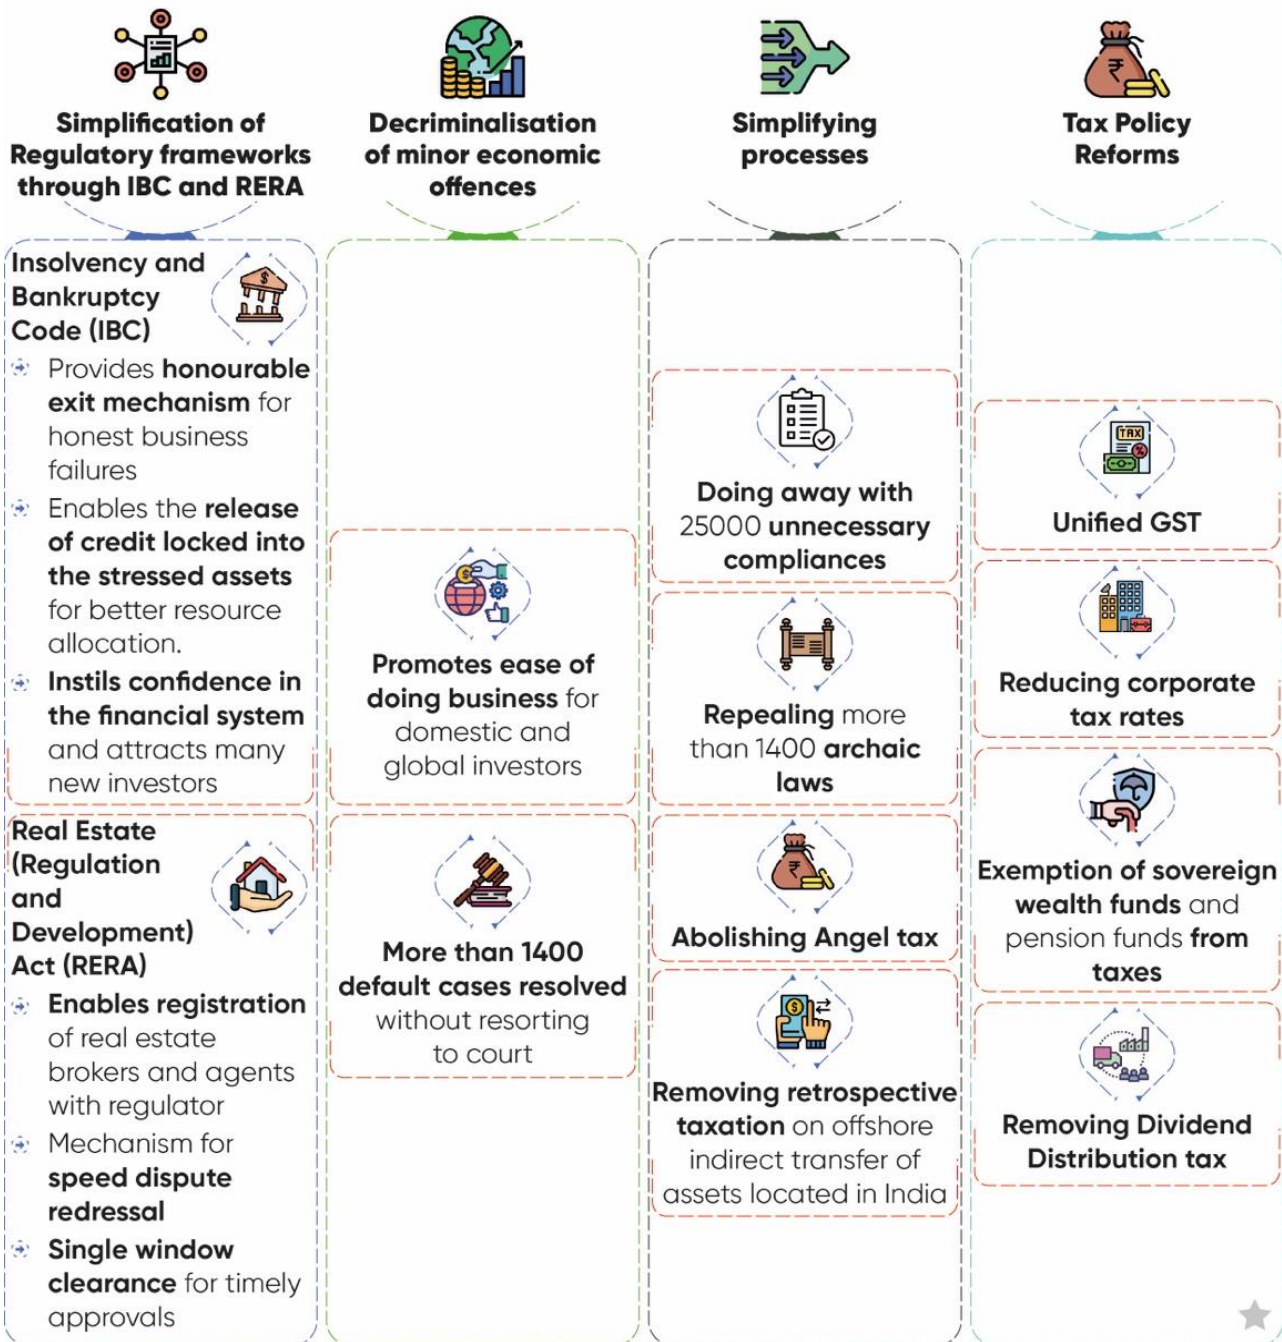 Simplification of
Regulatory frameworks
through IBC and RERA
Insolvency and
Bankruptcy
Code (IBC)
Provides honourable
exit mechanism for
honest business
failures
Enables the release
of credit locked into
the stressed assets
for better resource
allocation.
Instils confidence in
the financial system
and attracts many
new investors
Real Estate
(Regulation
and
Development)
Act (RERA)
Enables registration
of real estate
brokers and agents
with regulator
Mechanism for
speed dispute
redressal
Single window
clearance for timely
approvals
Decriminalisation
of minor economic
offences
Promotes ease of
doing business for
domestic and
global investors
More than 1400
default cases resolved
without resorting
to court
Simplifying
processes
Doing away with
25000 unnecessary
compliances
Repealing more
than 1400 archaic
laws
₹
Abolishing Angel tax
Removing retrospective
taxation on offshore
indirect transfer of
assets located in India
₹
Tax Policy
Reforms
TAX
%
Unified GST
Reducing corporate
tax rates
Exemption of sovereign
wealth funds and
pension funds from
taxes
Removing Dividend
Distribution tax